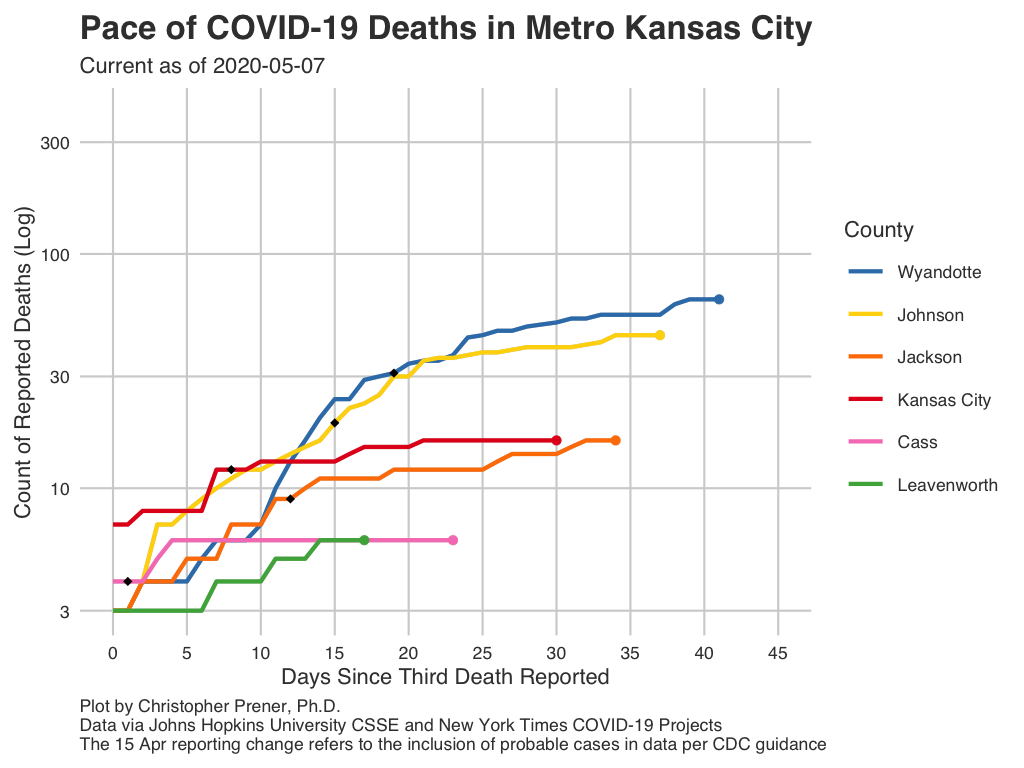 Pace of COVID-19 Deaths in Metro Kansas City
Current as of 2020-05-07
Count of Reported Deaths (Log)
300
100
30
10
3
0 5 10 15 20 25 30 35 40 45
Days Since Third Death Reported
County
Wyandotte
Johnson
Jackson
Kansas City
Cass
Leavenworth
Plot by Christopher Prener, Ph.D.
Data via Johns Hopkins University CSSE and New York Times COVID-19 Projects
The 15 Apr reporting change refers to the inclusion of probable cases in data per CDC guidance